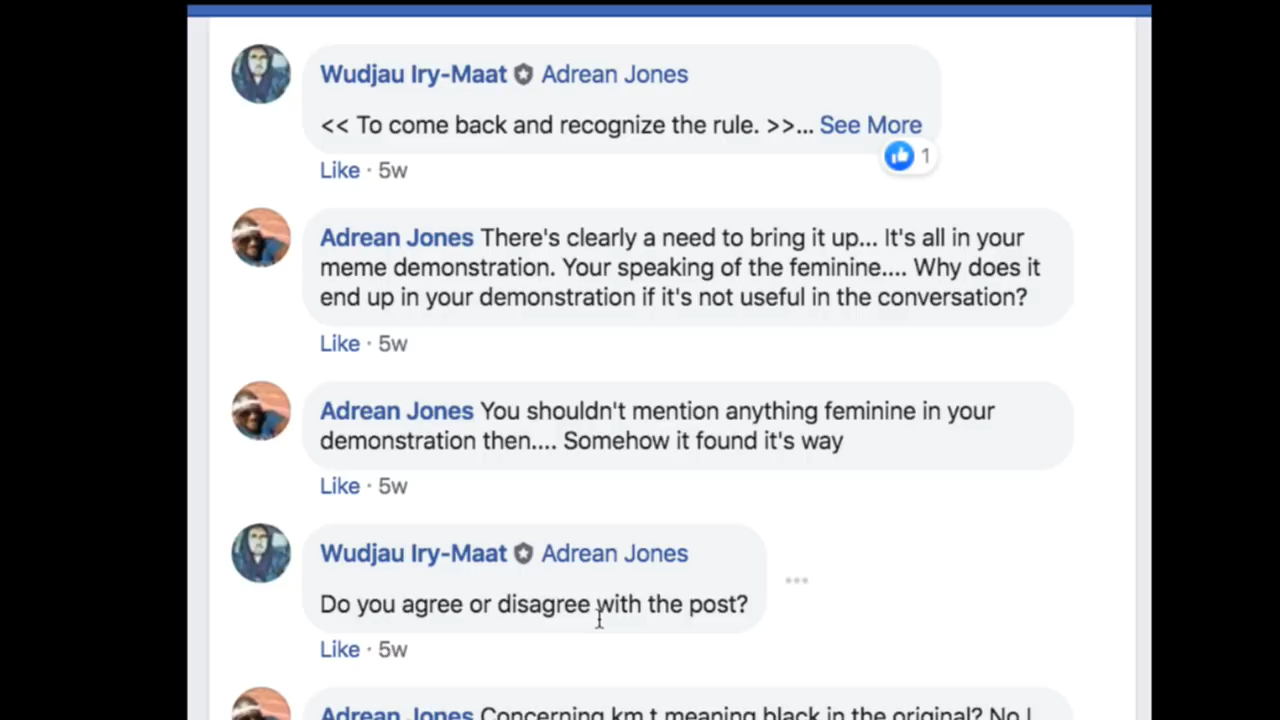 Wudjau Iry-Maat Adrean Jones
<< To come back and recognize the rule. >>... See More
1
Like · 5w
Adrean Jones There's clearly a need to bring it up... It's all in your
meme demonstration. Your speaking of the feminine.... Why does it
end up in your demonstration if it's not useful in the conversation?
Like · 5w
Adrean Jones You shouldn't mention anything feminine in your
demonstration then.... Somehow it found it's way
Like · 5w
Wudjau Iry-Maat Adrean Jones
Do you agree or disagree with the post?
Like · 5w
Adrean Jones Concerning km.t meaning black in the original? No I